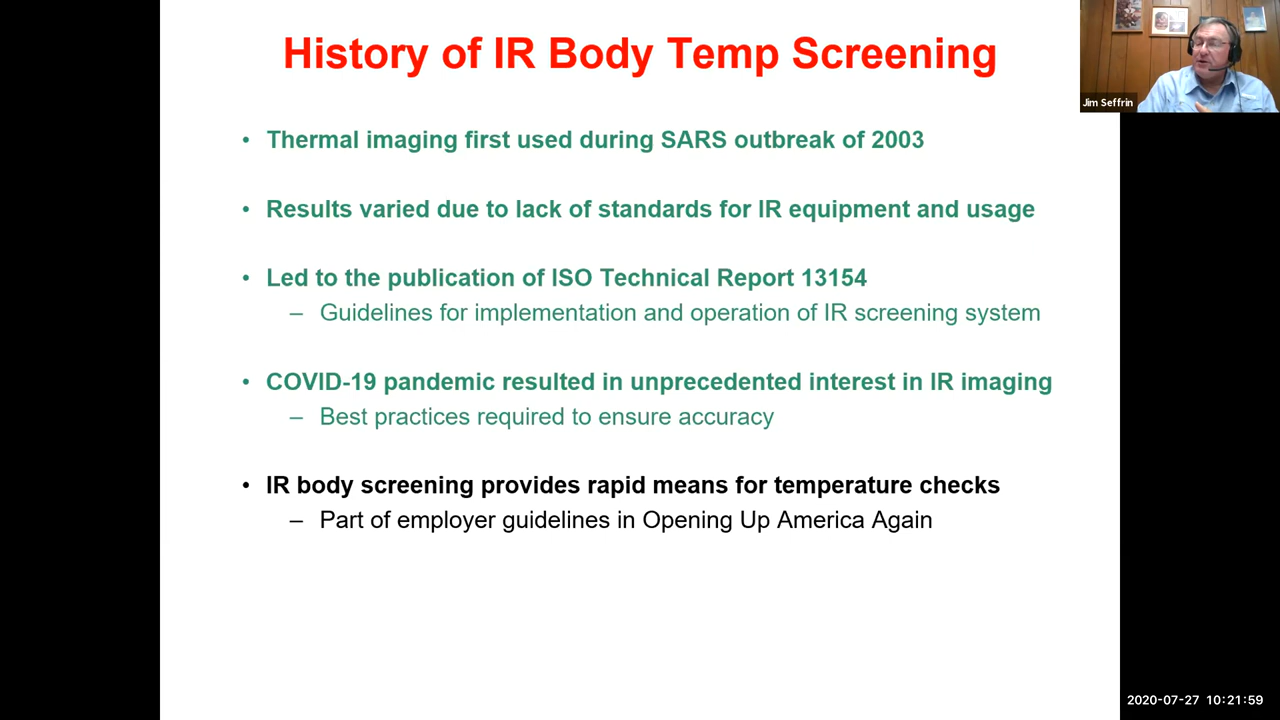 History of IR Body Temp Screening
Jim Seffrin
• Thermal imaging first used during SARS outbreak of 2003
• Results varied due to lack of standards for IR equipment and usage
• Led to the publication of ISO Technical Report 13154
– Guidelines for implementation and operation of IR screening system
• COVID-19 pandemic resulted in unprecedented interest in IR imaging
– Best practices required to ensure accuracy
• IR body screening provides rapid means for temperature checks
– Part of employer guidelines in Opening Up America Again
2020-07-27 10:21:59